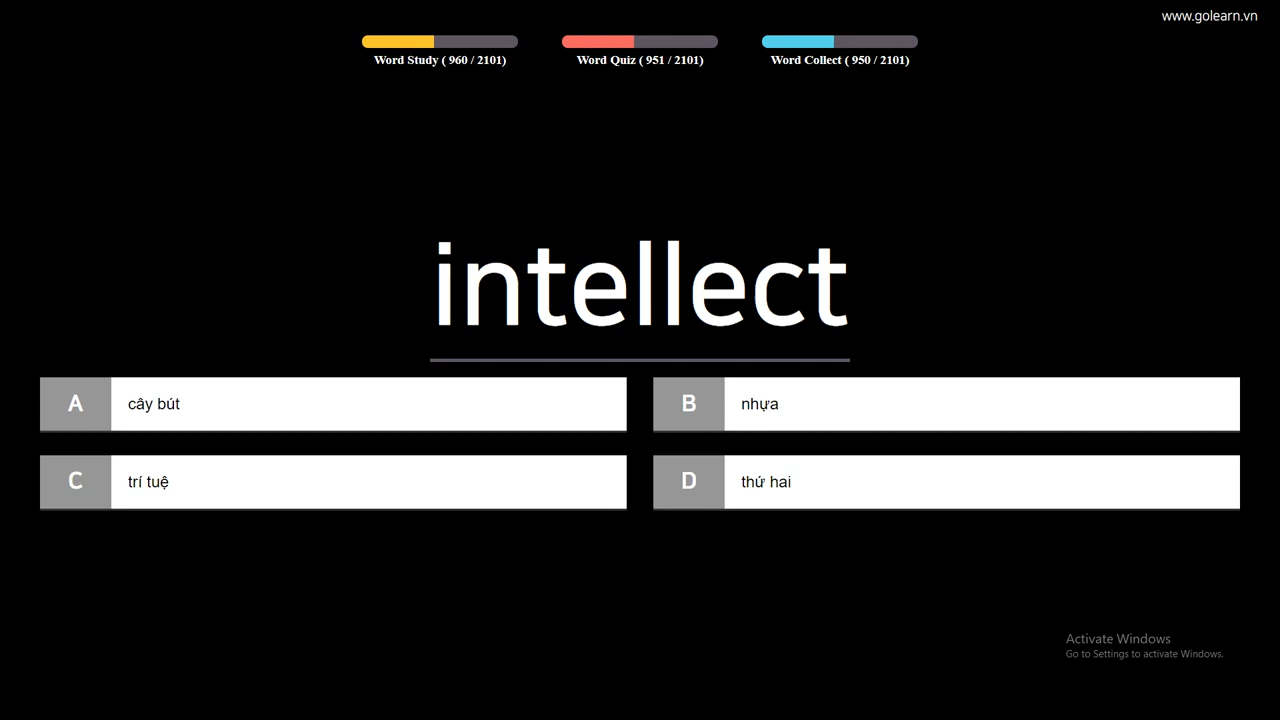 www.golearn.vn
Word Study ( 960 / 2101)
Word Quiz ( 951 / 2101)
Word Collect ( 950 / 2101)
intellect
A cây bút
B nhựa
C trí tuệ
D thứ hai
Activate Windows
Go to Settings to activate Windows.